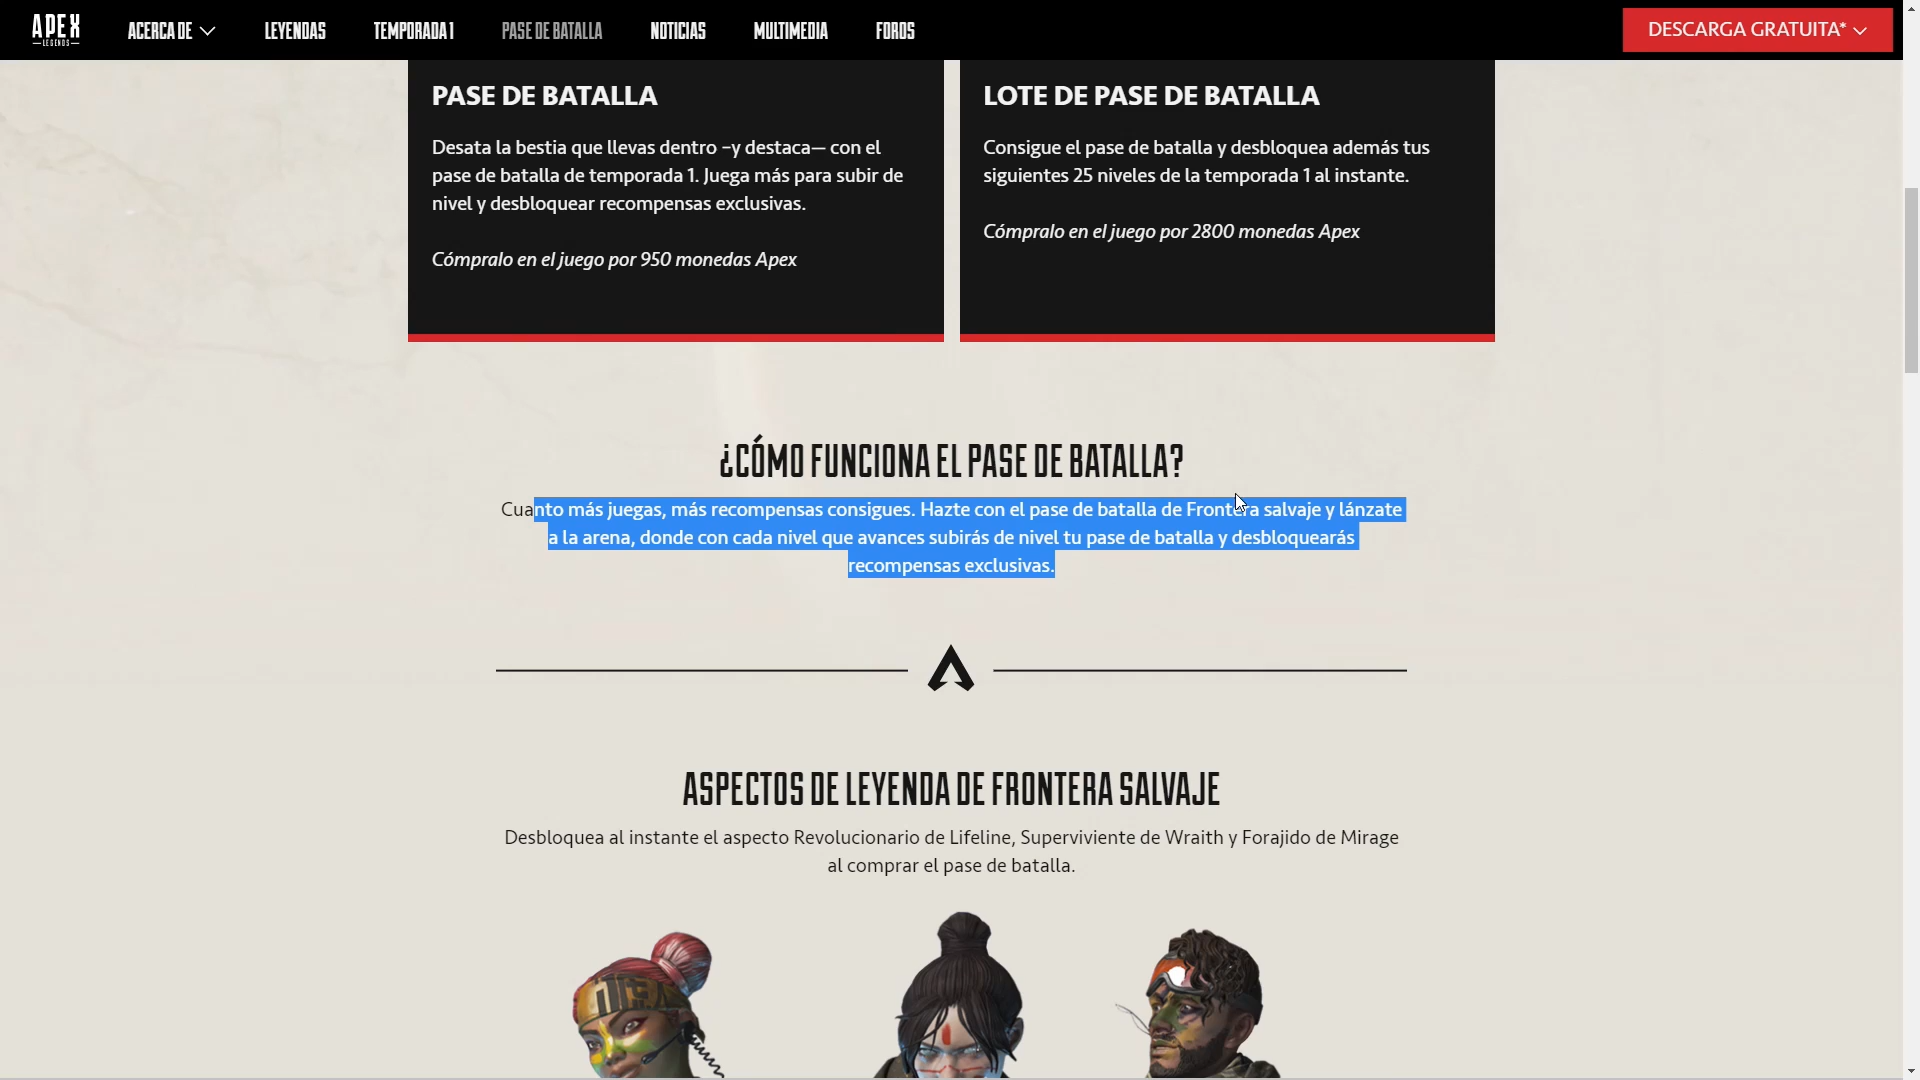 APEX
LEGENDS
ACERCA DE
LEYENDAS
TEMPORADA 1
PASE DE BATALLA
NOTICIAS
MULTIMEDIA
FOROS
DESCARGA GRATUITA*
PASE DE BATALLA
Desata la bestia que llevas dentro –y destaca— con el
pase de batalla de temporada 1. Juega más para subir de
nivel y desbloquear recompensas exclusivas.
Cómpralo en el juego por 950 monedas Apex
LOTE DE PASE DE BATALLA
Consigue el pase de batalla y desbloquea además tus
siguientes 25 niveles de la temporada 1 al instante.
Cómpralo en el juego por 2800 monedas Apex
¿CÓMO FUNCIONA EL PASE DE BATALLA?
Cuanto más juegas, más recompensas consigues. Hazte con el pase de batalla de Frontera salvaje y lánzate
a la arena, donde con cada nivel que avances subirás de nivel tu pase de batalla y desbloquearás
recompensas exclusivas.
ASPECTOS DE LEYENDA DE FRONTERA SALVAJE
Desbloquea al instante el aspecto Revolucionario de Lifeline, Superviviente de Wraith y Forajido de Mirage
al comprar el pase de batalla.